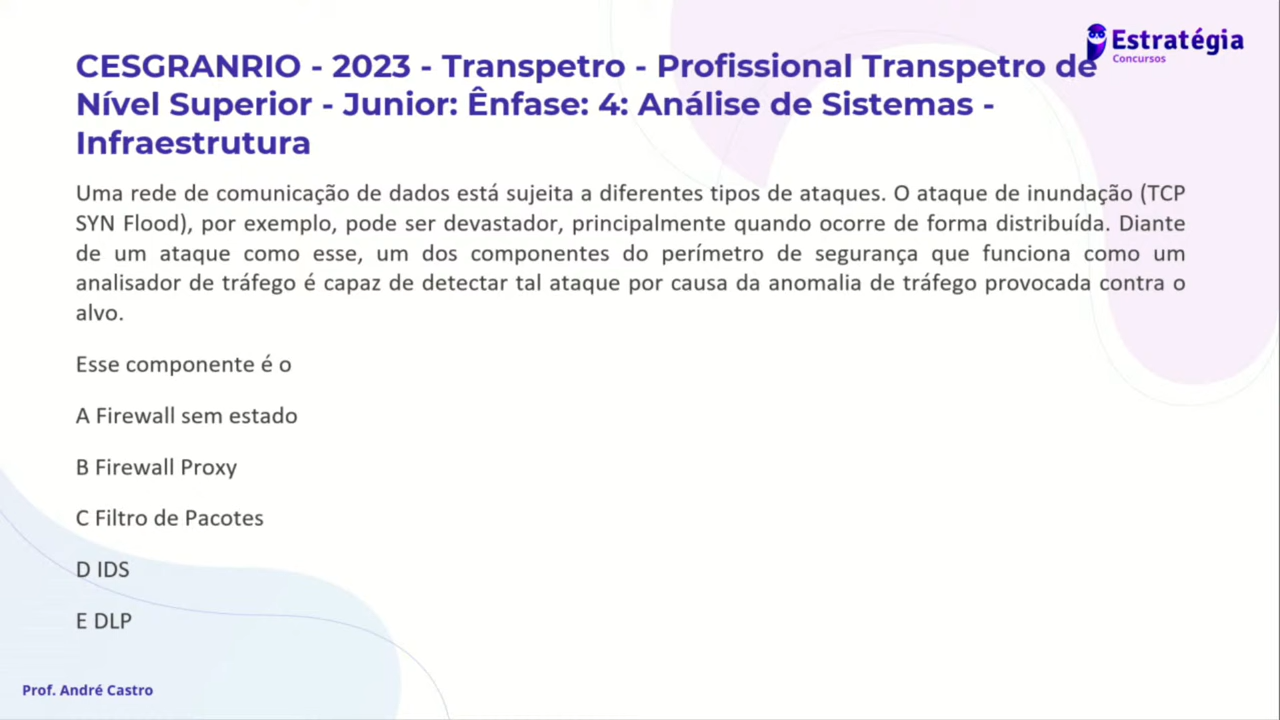 Estratégia
Concursos
CESGRANRIO - 2023 - Transpetro - Profissional Transpetro de
Nível Superior - Junior: Ênfase: 4: Análise de Sistemas -
Infraestrutura
Uma rede de comunicação de dados está sujeita a diferentes tipos de ataques. O ataque de inundação (TCP
SYN Flood), por exemplo, pode ser devastador, principalmente quando ocorre de forma distribuída. Diante
de um ataque como esse, um dos componentes do perímetro de segurança que funciona como um
analisador de tráfego é capaz de detectar tal ataque por causa da anomalia de tráfego provocada contra o
alvo.
Esse componente é o
A Firewall sem estado
B Firewall Proxy
C Filtro de Pacotes
D IDS
E DLP
Prof. André Castro